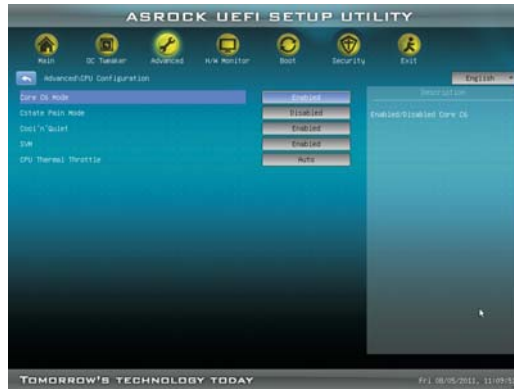 ASROCK UEFI SETUP UTILITY
Main OC Tweaker Advanced H/W Monitor Boot Security Exit
Advanced\CPU Configuration English
Core C6 Mode Enabled
Description
Cstate Pmin Mode Disabled
Enabled/Disabled Core C6
Cool'n'Quiet Enabled
SVM Enabled
CPU Thermal Throttle Auto
TOMORROW'S TECHNOLOGY TODAY
Fri 08/05/2011,